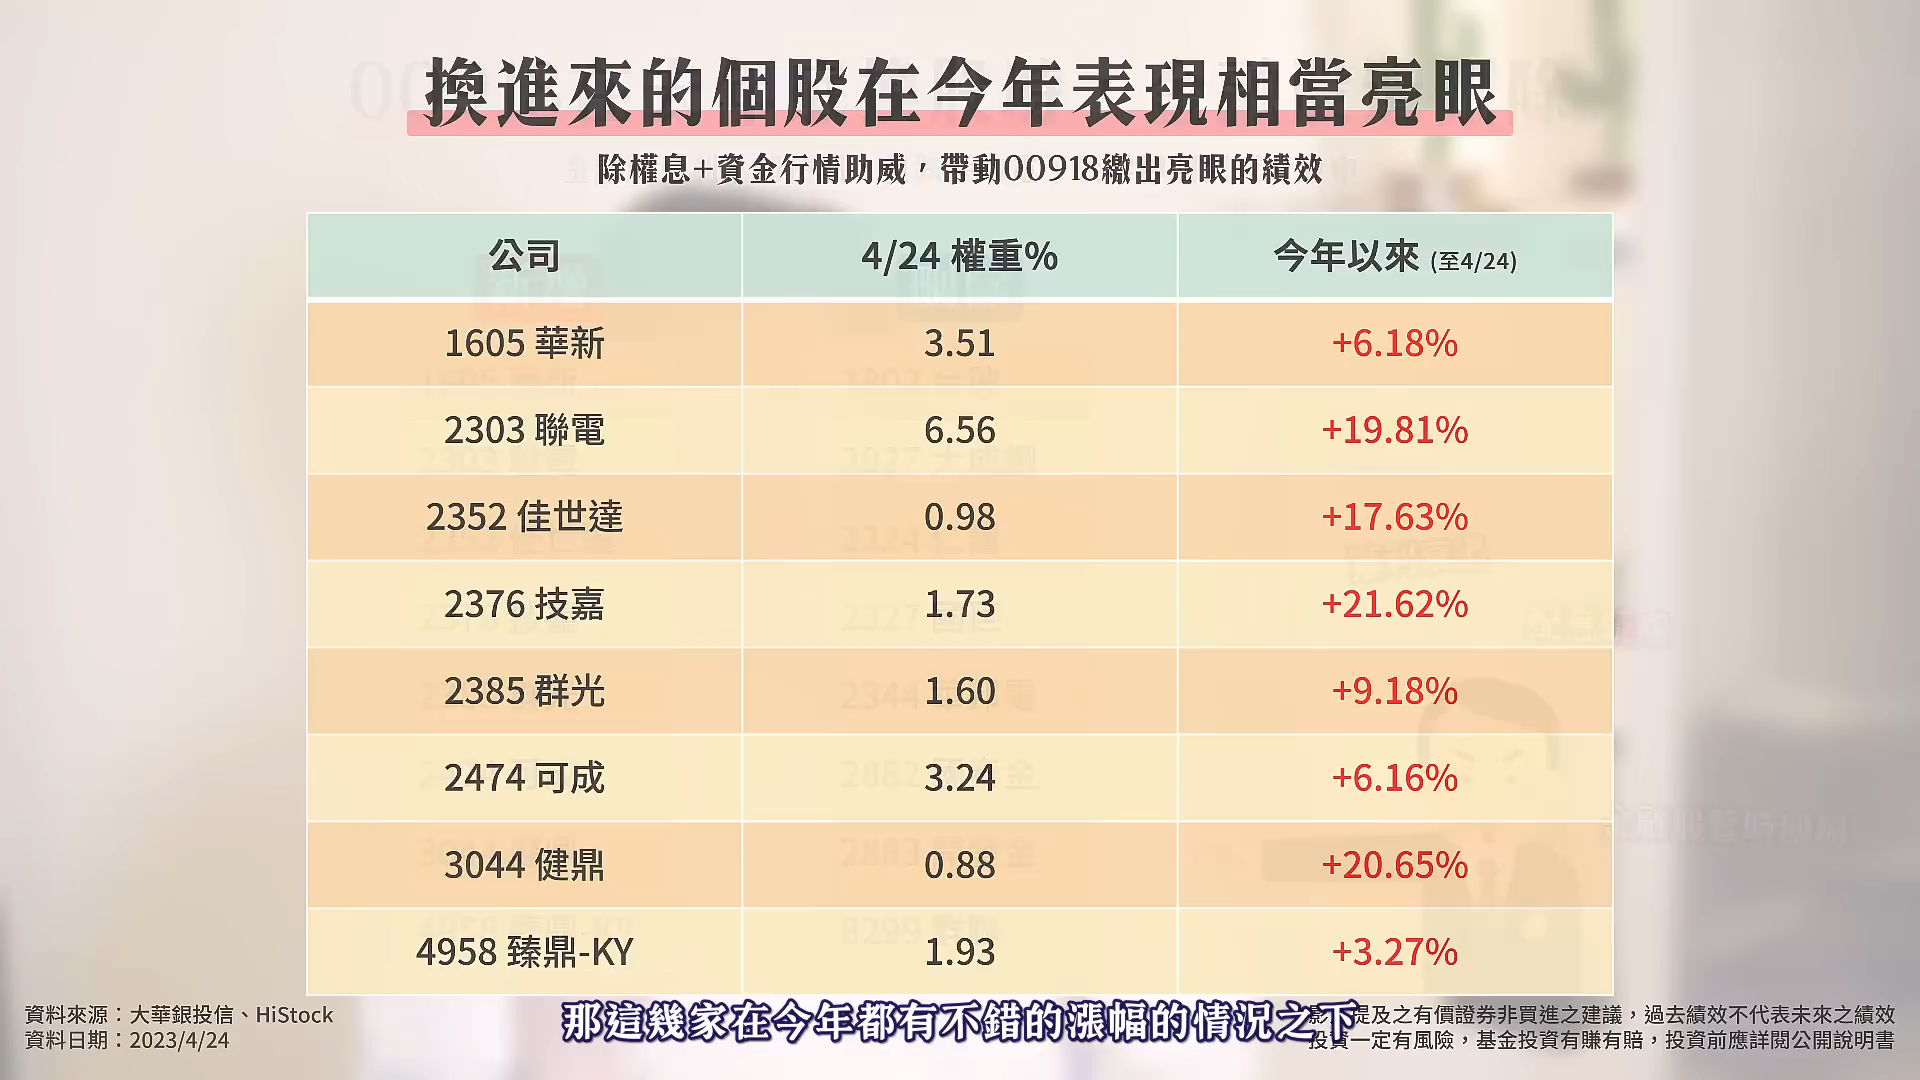 換進來的個股在今年表現相當亮眼
除權息+資金行情助威，帶動00918繳出亮眼的績效
公司 4/24 權重% 今年以來 (至4/24)
1605 華新 3.51 +6.18%
2303 聯電 6.56 +19.81%
2352 佳世達 0.98 +17.63%
2376 技嘉 1.73 +21.62%
2385 群光 1.60 +9.18%
2474 可成 3.24 +6.16%
3044 健鼎 0.88 +20.65%
4958 臻鼎-KY 1.93 +3.27%
資料來源：大華銀投信、HiStock
資料日期：2023/4/24
那這幾家在今年都有不錯的漲幅的情況之下
影片提及之有價證券非買進之建議，過去績效不代表未來之績效
投資一定有風險，基金投資有賺有賠，投資前應詳閱公開說明書